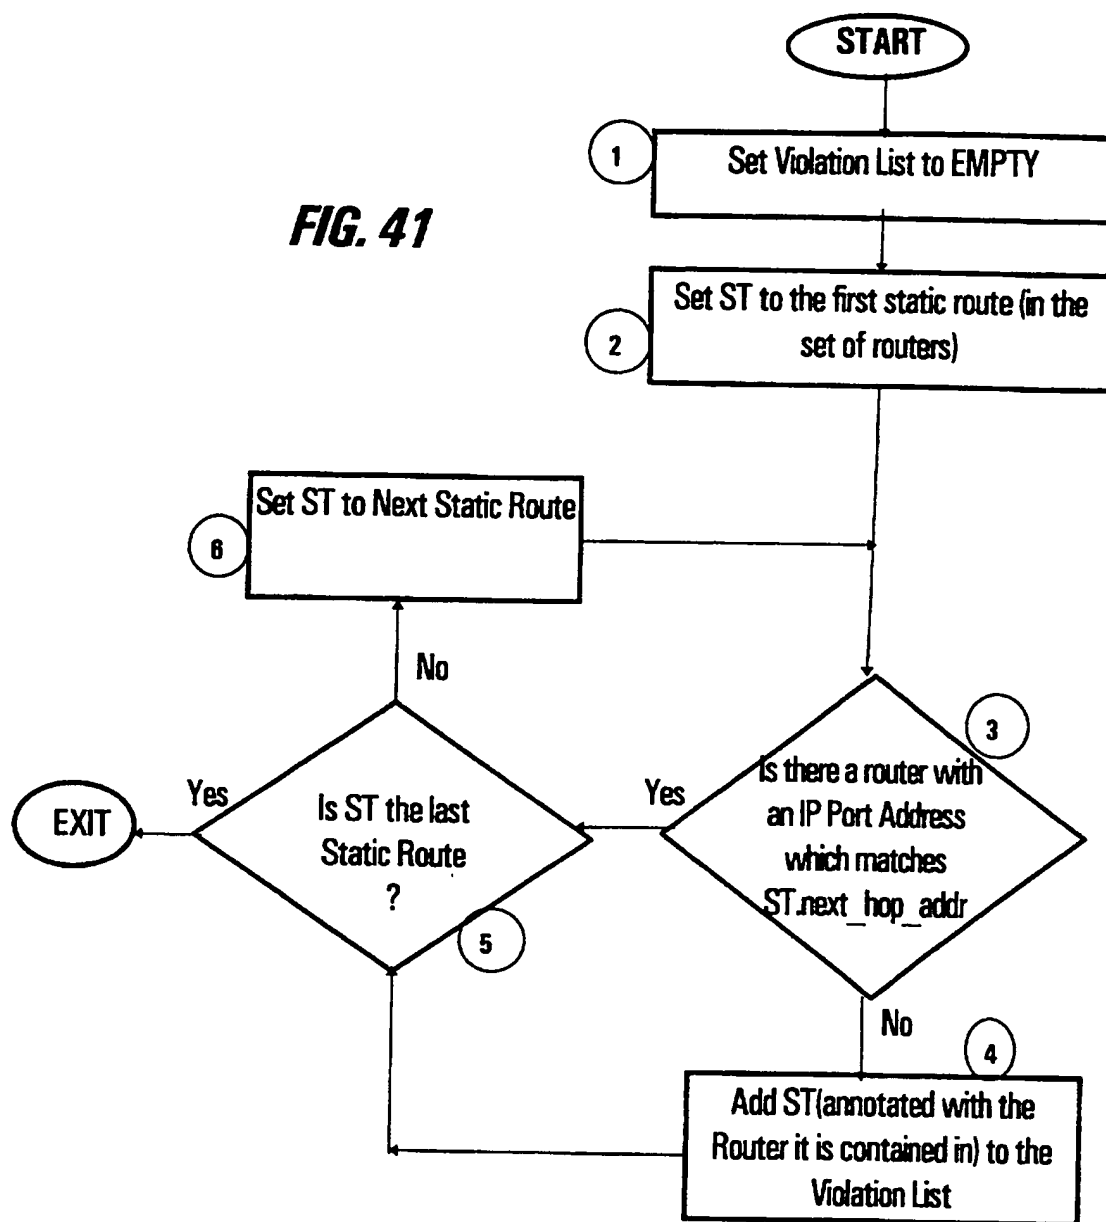 START
1
Set Violation List to EMPTY
FIG. 41
2
Set ST to the first static route (in the
set of routers)
6
Set ST to Next Static Route
No
3
Is there a router with
an IP Port Address
which matches
ST.next_hop_addr
Yes
Is ST the last
Static Route
?
5
Yes
EXIT
No
4
Add ST(annotated with the
Router it is contained in) to the
Violation List